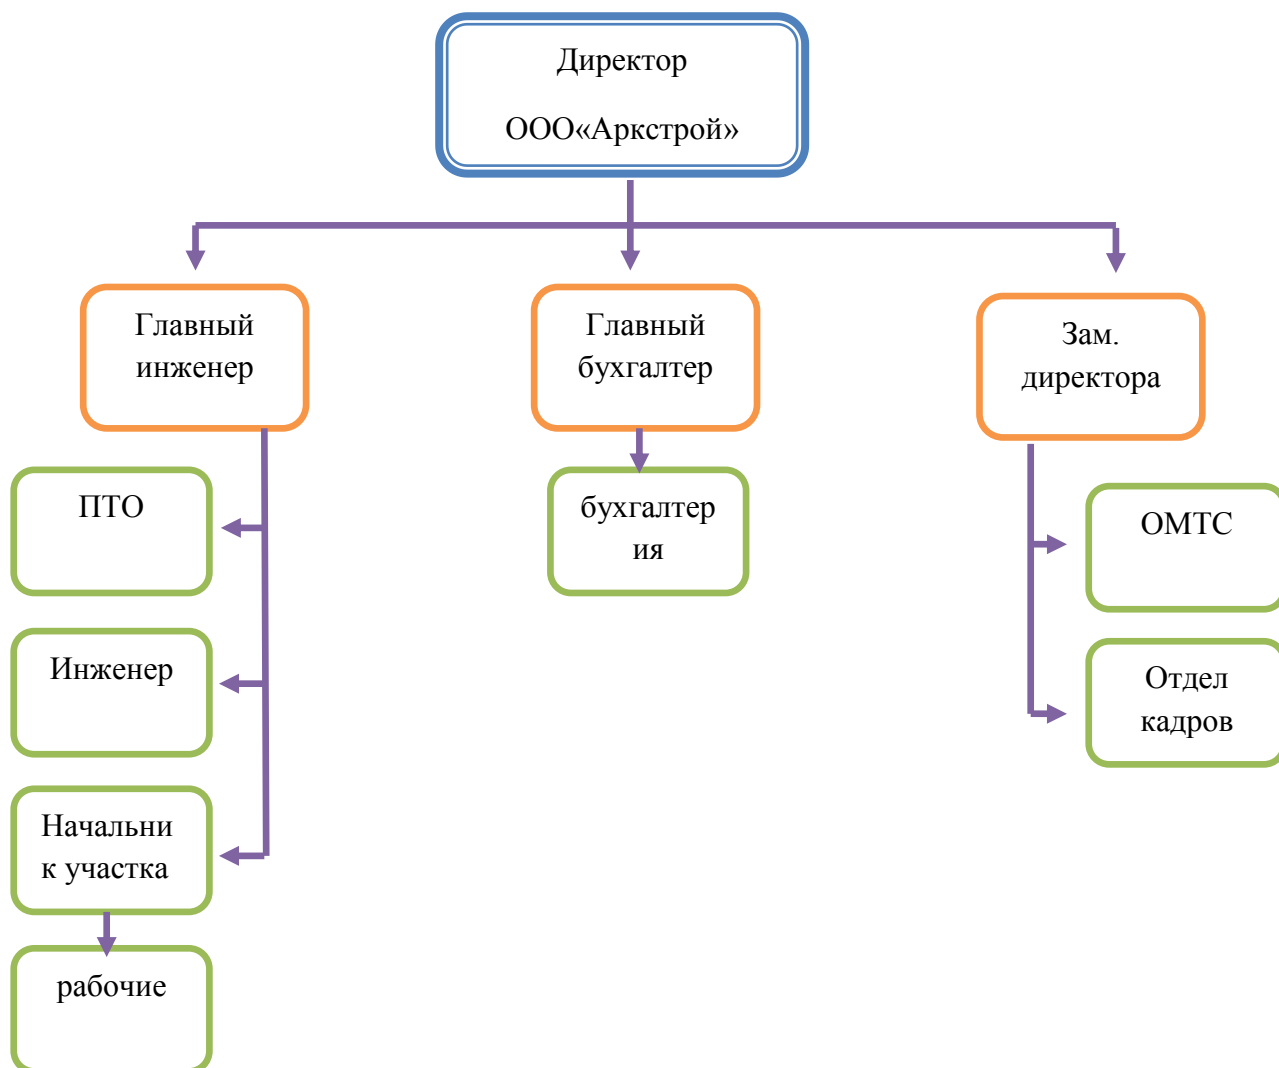 Директор
ООО«Аркстрой»
Главный
инженер
Главный
бухгалтер
Зам.
директора
ПТО
бухгалтер
ия
ОМТС
Инженер
Отдел
кадров
Начальни
к участка
рабочие